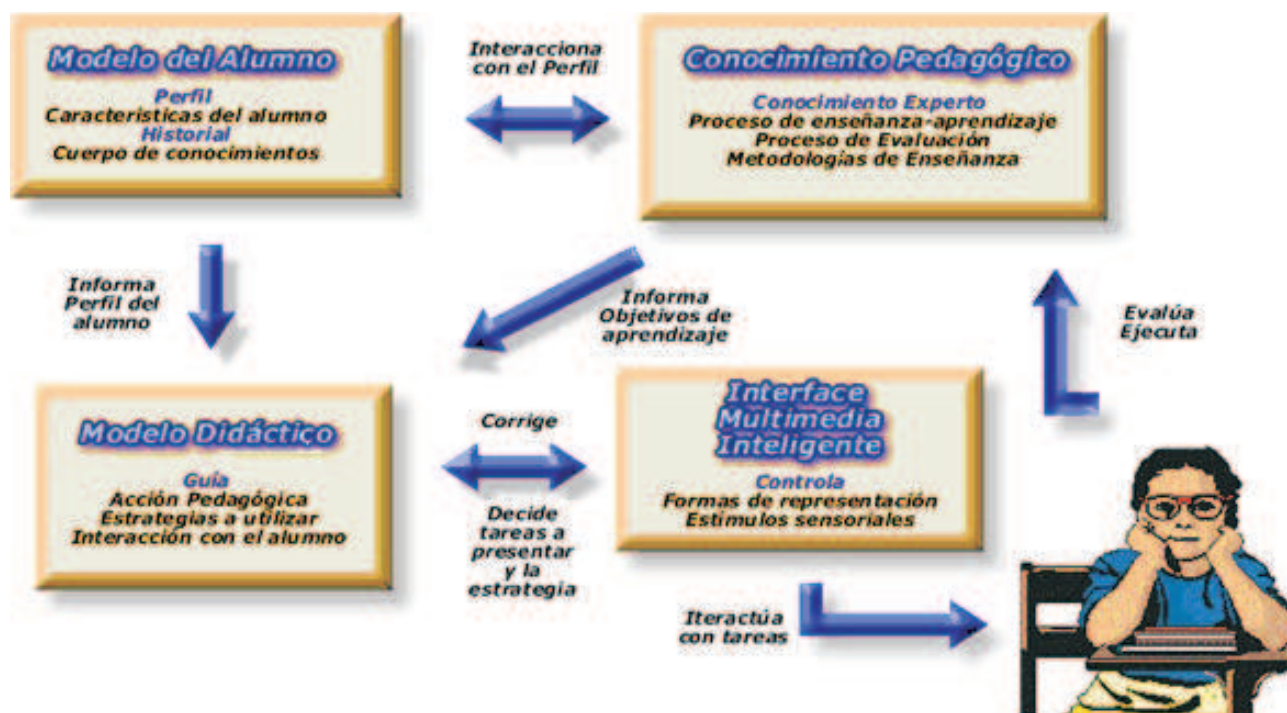 Modelo del Alumno
Perfil
Características del alumno
Historial
Cuerpo de conocimientos
Interacciona
con el Perfil
Conocimiento Pedagógico
Conocimiento Experto
Proceso de enseñanza-aprendizaje
Proceso de Evaluación
Metodologías de Enseñanza
Informa
Perfil del
alumno
Informa
Objetivos de
aprendizaje
Evalúa
Ejecuta
Modelo Didáctico
Guía
Acción Pedagógica
Estrategias a utilizar
Interacción con el alumno
Corrige
Decide
tareas a
presentar
y la
estrategia
Interface
Multimedia
Inteligente
Controla
Formas de representación
Estímulos sensoriales
Iteractúa
con tareas